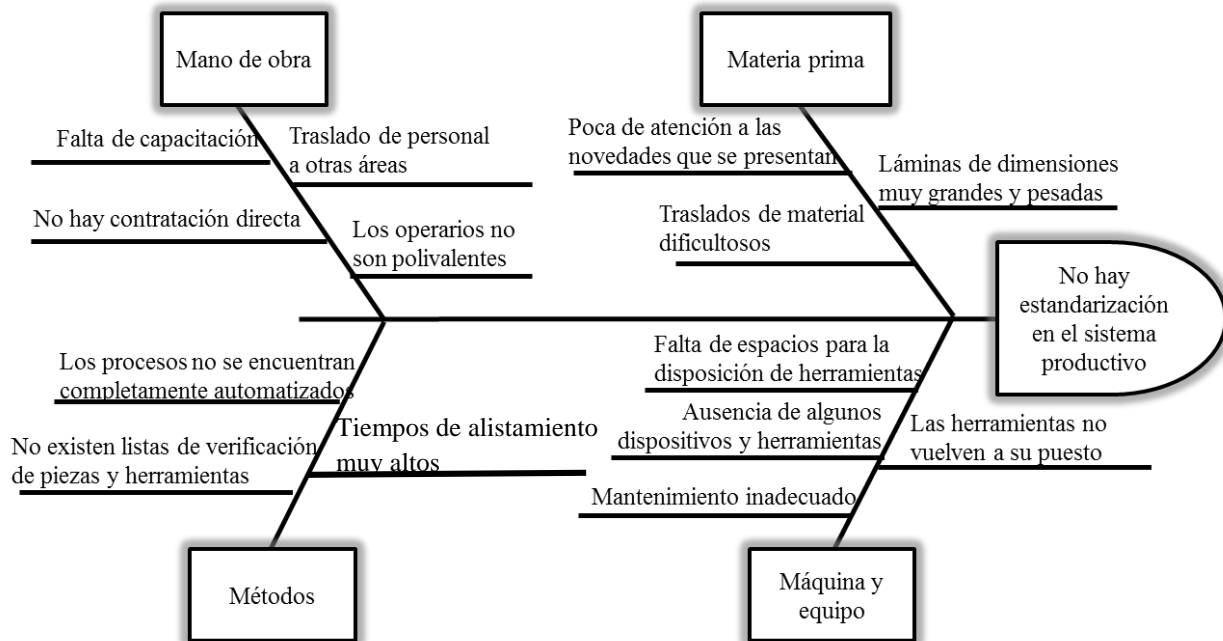 Mano de obra
Materia prima
Falta de capacitación
Traslado de personal
a otras áreas
No hay contratación directa
Los operarios no
son polivalentes
Poca de atención a las
novedades que se presentan
Láminas de dimensiones
muy grandes y pesadas
Traslados de material
dificultosos
No hay
estandarización
en el sistema
productivo
Los procesos no se encuentran
completamente automatizados
Tiempos de alistamiento
muy altos
No existen listas de verificación
de piezas y herramientas
Falta de espacios para la
disposición de herramientas
Ausencia de algunos
dispositivos y herramientas
Las herramientas no
vuelven a su puesto
Mantenimiento inadecuado
Métodos
Máquina y
equipo